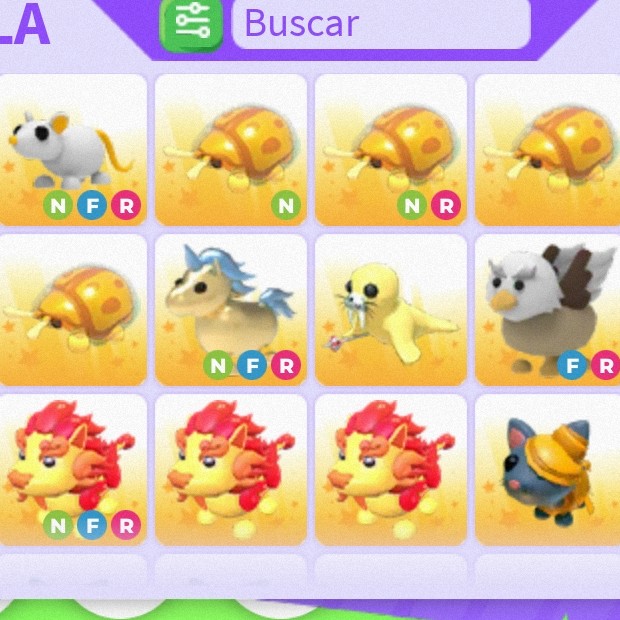 LA
Buscar
N F R
N
N R
N F R
F R
N F R